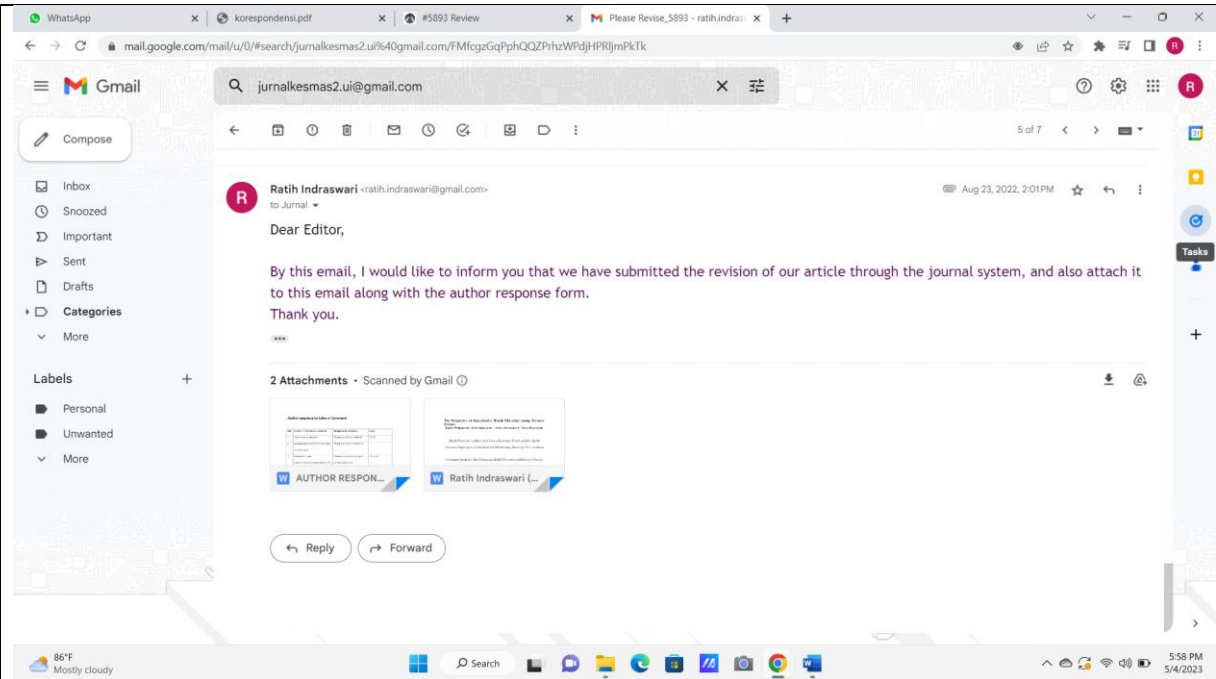 WhatsApp
korespondensi.pdf
#5893 Review
Please Revise_5893 - ratih.indras
mail.google.com/mail/u/0/#search/jurnalkesmas2.ui%40gmail.com/FMfcgzGqPphQQZPrhzWPdjHPRljmPkTk
R
Gmail
jurnalkesmas2.ui@gmail.com
R
Compose
5 of 7
31
Inbox
Snoozed
Important
Sent
Drafts
Categories
More
Labels
Personal
Unwanted
More
R
Ratih Indraswari <ratih.indraswari@gmail.com>
Aug 23, 2022, 2:01 PM
to Jurnal
Tasks
Dear Editor,
By this email, I would like to inform you that we have submitted the revision of our article through the journal system, and also attach it
to this email along with the author response form.
Thank you.
2 Attachments • Scanned by Gmail
W AUTHOR RESPON...
W Ratih Indraswari (...
Reply
Forward
86°F
Mostly cloudy
Search
5:58 PM
5/4/2023